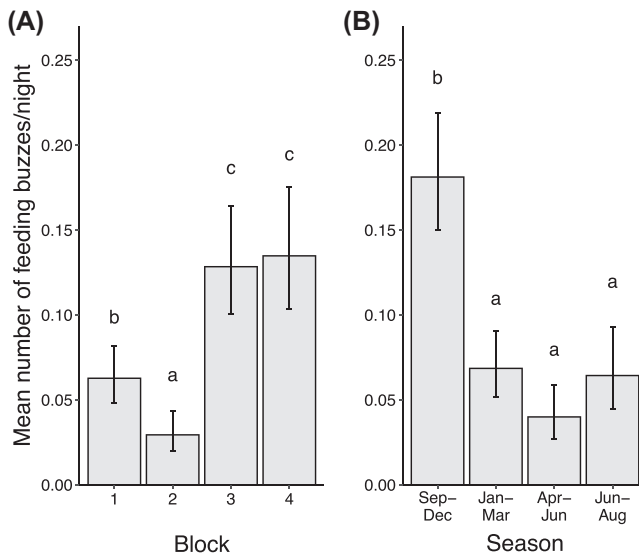 (A)
Mean number of feeding buzzes/night
0.25
0.20
0.15
0.10
0.05
0.00
b
a
c
c
1 2 3 4
Block
(B)
0.25
0.20
0.15
0.10
0.05
0.00
b
a
a
a
Sep– Jan– Apr– Jun–
Dec Mar Jun Aug
Season